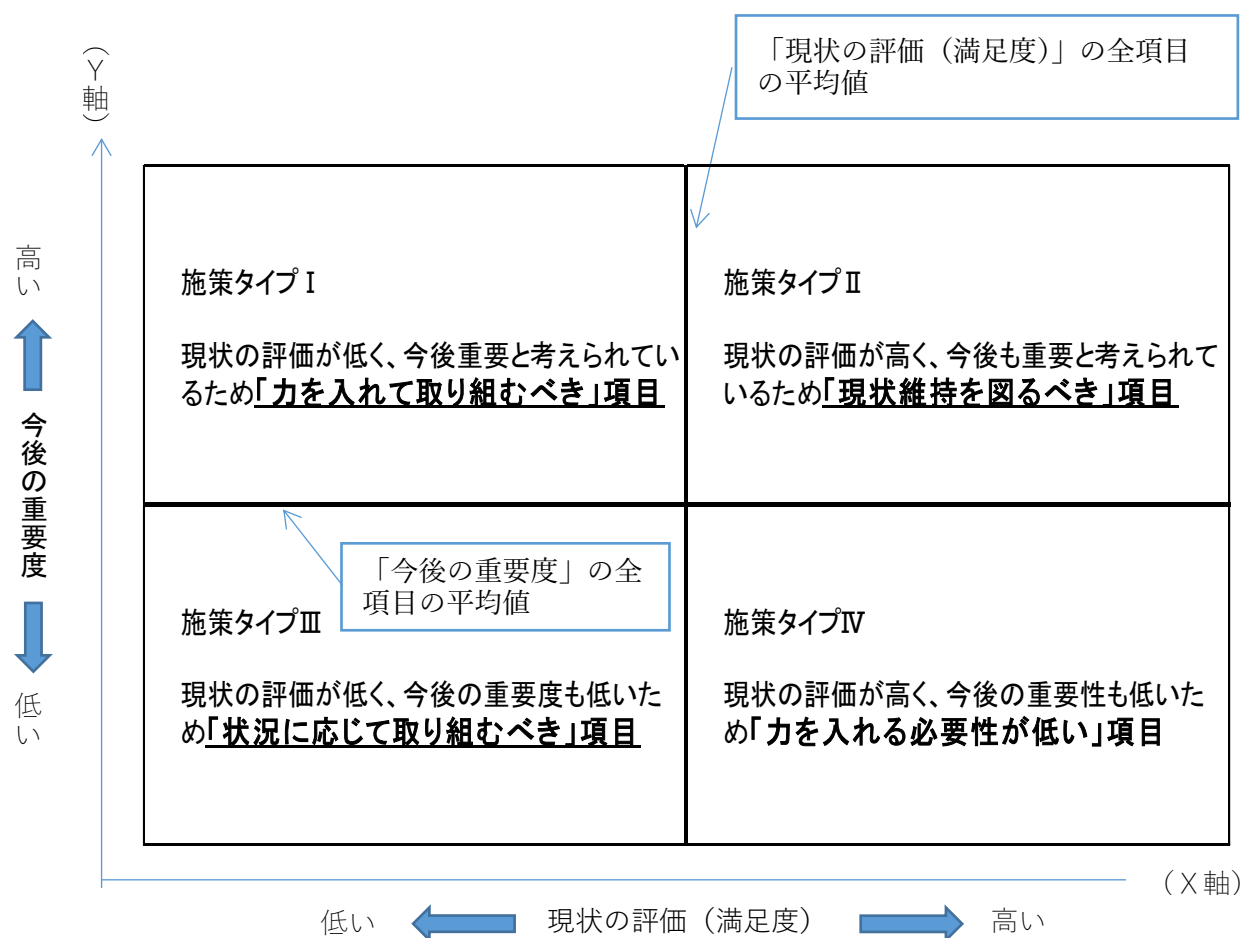 （Ｙ軸）
「現状の評価（満足度）」の全項目
の平均値
高い
今後の重要度
低い
施策タイプⅠ
現状の評価が低く、今後重要と考えられてい
るため「力を入れて取り組むべき」項目
施策タイプⅡ
現状の評価が高く、今後も重要と考えられて
いるため「現状維持を図るべき」項目
「今後の重要度」の全
項目の平均値
施策タイプⅢ
現状の評価が低く、今後の重要度も低いた
め「状況に応じて取り組むべき」項目
施策タイプⅣ
現状の評価が高く、今後の重要性も低いた
め「力を入れる必要性が低い」項目
（Ｘ軸）
低い
現状の評価（満足度）
高い